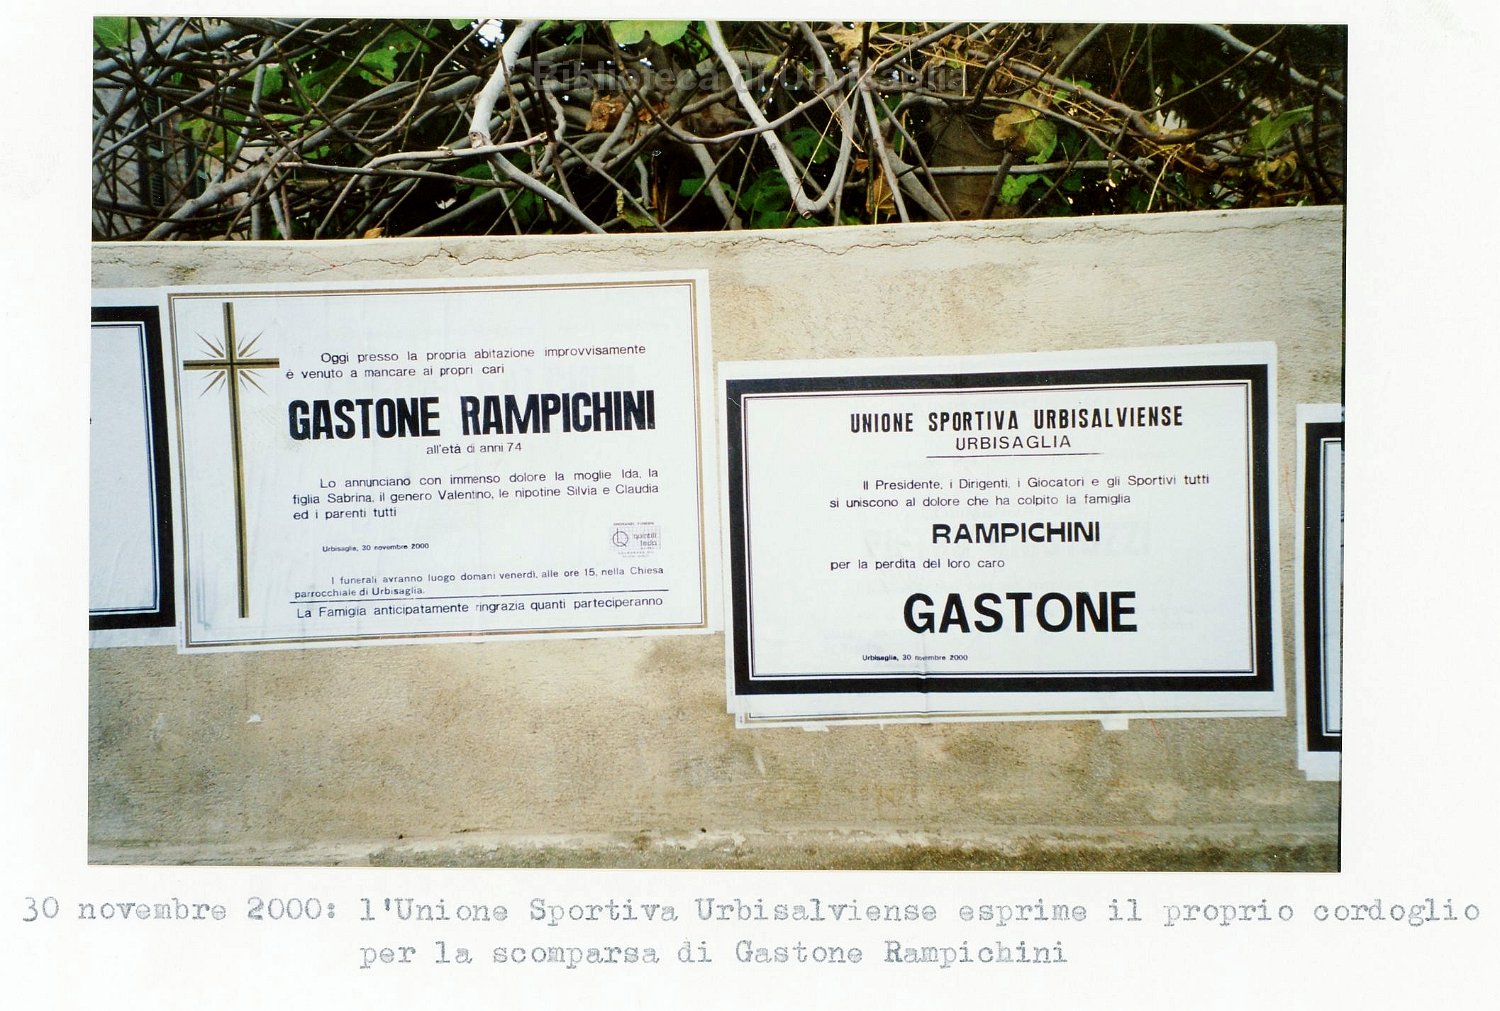 Biblioteca di Urbisaglia
Oggi presso la propria abitazione improvvisamente
è venuto a mancare ai propri cari
GASTONE RAMPICHINI
all'età di anni 74
Lo annunciano con immenso dolore la moglie Ida, la
figlia Sabrina, il genero Valentino, le nipotine Silvia e Claudia
ed i parenti tutti
Urbisaglia, 30 novembre 2000
I funerali avranno luogo domani venerdì, alle ore 15, nella Chiesa
parrocchiale di Urbisaglia.
La Famigia anticipatamente ringrazia quanti parteciperanno
UNIONE SPORTIVA URBISALVIENSE
URBISAGLIA
Il Presidente, i Dirigenti, i Giocatori e gli Sportivi tutti
si uniscono al dolore che ha colpito la famiglia
RAMPICHINI
per la perdita del loro caro
GASTONE
Urbisaglia, 30 novembre 2000
30 novembre 2000: l'Unione Sportiva Urbisalviense esprime il proprio cordoglio
per la scomparsa di Gastone Rampichini